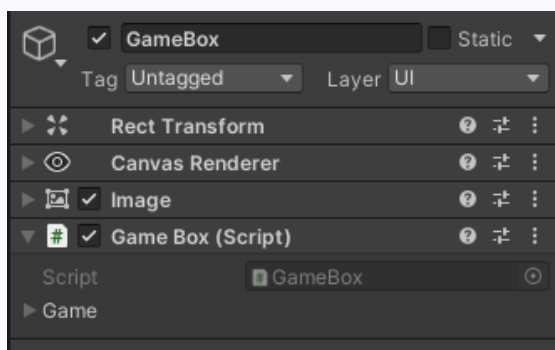 GameBox Static
Tag Untagged Layer UI
Rect Transform
Canvas Renderer
Image
# Game Box (Script)
Script # GameBox
Game